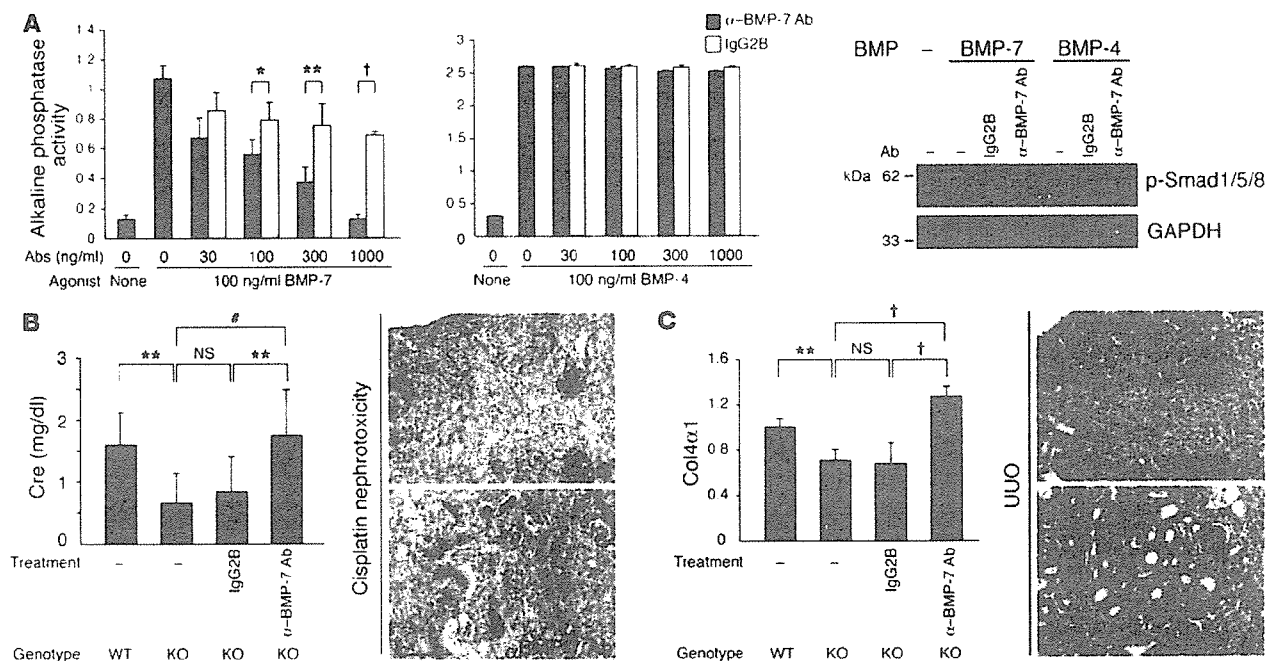 A
α-BMP-7 Ab
IgG2B
Alkaline phosphatase activity
1 4
1 2
1
0.8
0.6
0 4
0 2
0
* ** †
Abs (ng/ml) 0 0 30 100 300 1000
Agonist None 100 ng/ml BMP-7
3
2 5
2
1 5
1
0 5
0
0 0 30 100 300 1000
None 100 ng/ml BMP-4
BMP – BMP-7 BMP-4
Ab – – IgG2B α-BMP-7 Ab – IgG2B α-BMP-7 Ab
kDa 62 – p-Smad1/5/8
33 – GAPDH
B
#
** NS **
Cre (mg/dl)
3
2
1
0
Treatment – – IgG2B α-BMP-7 Ab
Genotype WT KO KO KO
Cisplatin nephrotoxicity
C
†
** NS †
Col4α1
1.6
1.2
0.8
0.4
0
Treatment – – IgG2B α-BMP-7 Ab
Genotype WT KO KO KO
UUO